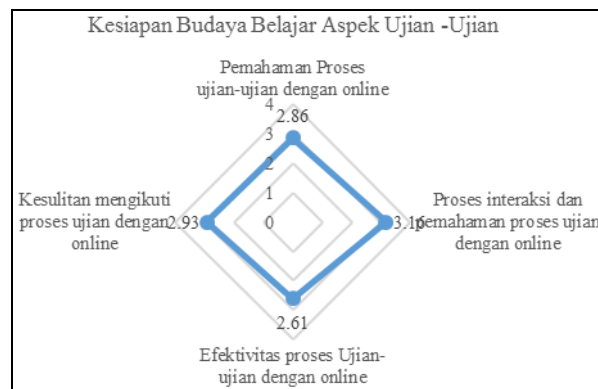 Kesiapan Budaya Belajar Aspek Ujian -Ujian
Pemahaman Proses
ujian-ujian dengan online
4
2.86
3
2
1
0
Kesulitan mengikuti
proses ujian dengan
online
2.93
3.16
Proses interaksi dan
pemahaman proses ujian
dengan online
2.61
Efektivitas proses Ujian-
ujian dengan online